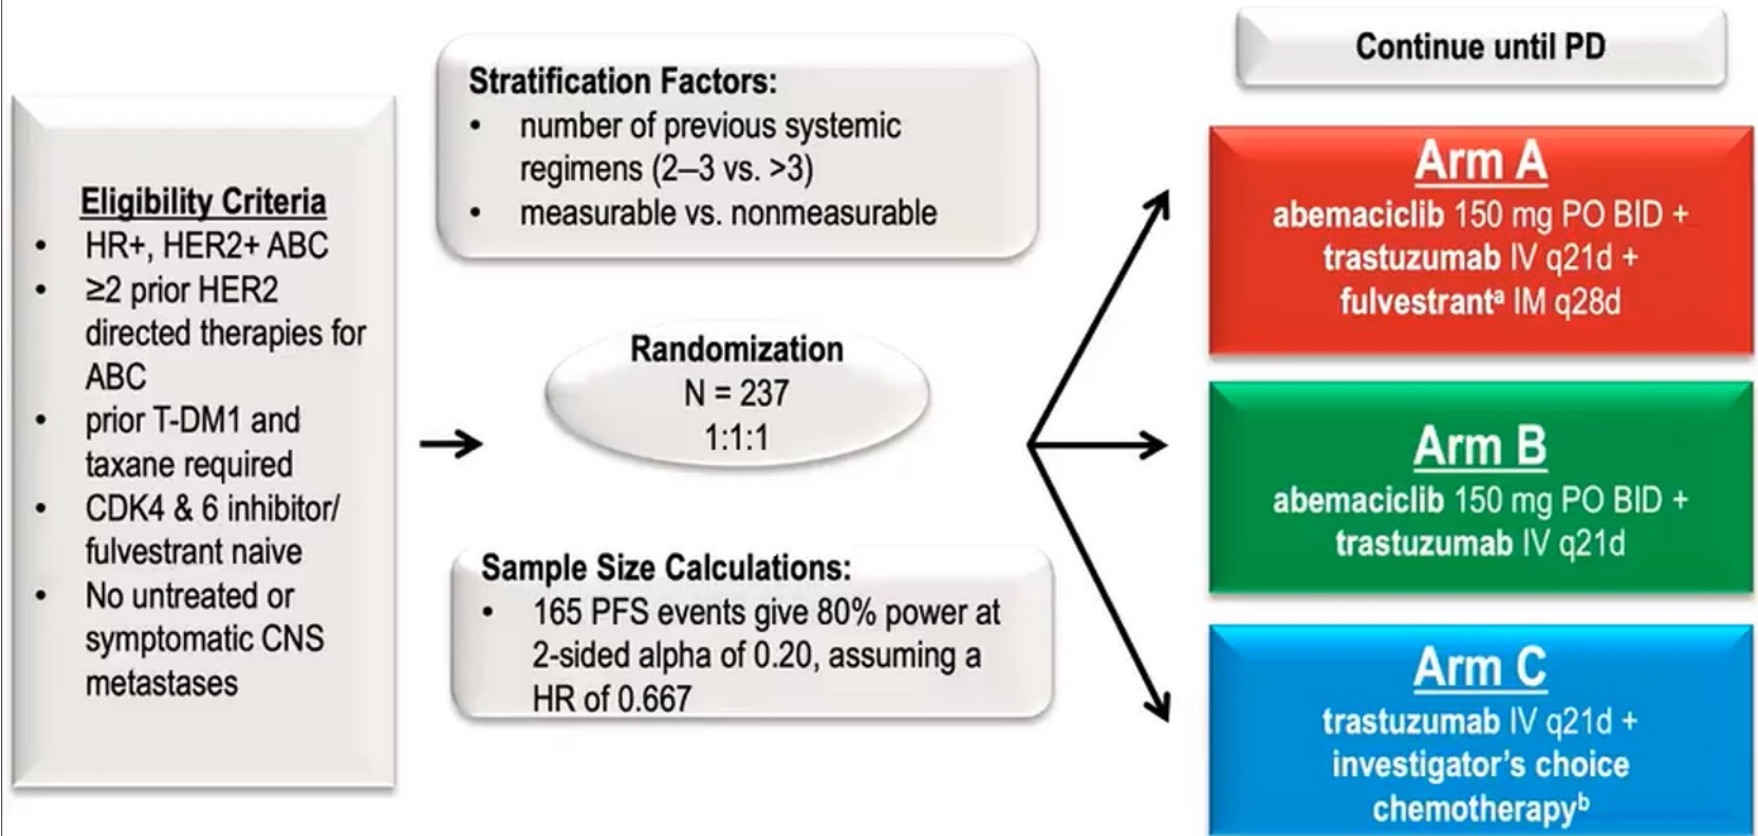 Eligibility Criteria
• HR+, HER2+ ABC
• ≥2 prior HER2
directed therapies for
ABC
• prior T-DM1 and
taxane required
• CDK4 & 6 inhibitor/
fulvestrant naive
• No untreated or
symptomatic CNS
metastases
Stratification Factors:
• number of previous systemic
regimens (2–3 vs. >3)
• measurable vs. nonmeasurable
Randomization
N = 237
1:1:1
Sample Size Calculations:
• 165 PFS events give 80% power at
2-sided alpha of 0.20, assuming a
HR of 0.667
Continue until PD
Arm A
abemaciclib 150 mg PO BID +
trastuzumab IV q21d +
fulvestrantᵃ IM q28d
Arm B
abemaciclib 150 mg PO BID +
trastuzumab IV q21d
Arm C
trastuzumab IV q21d +
investigator's choice
chemotherapyᵇ